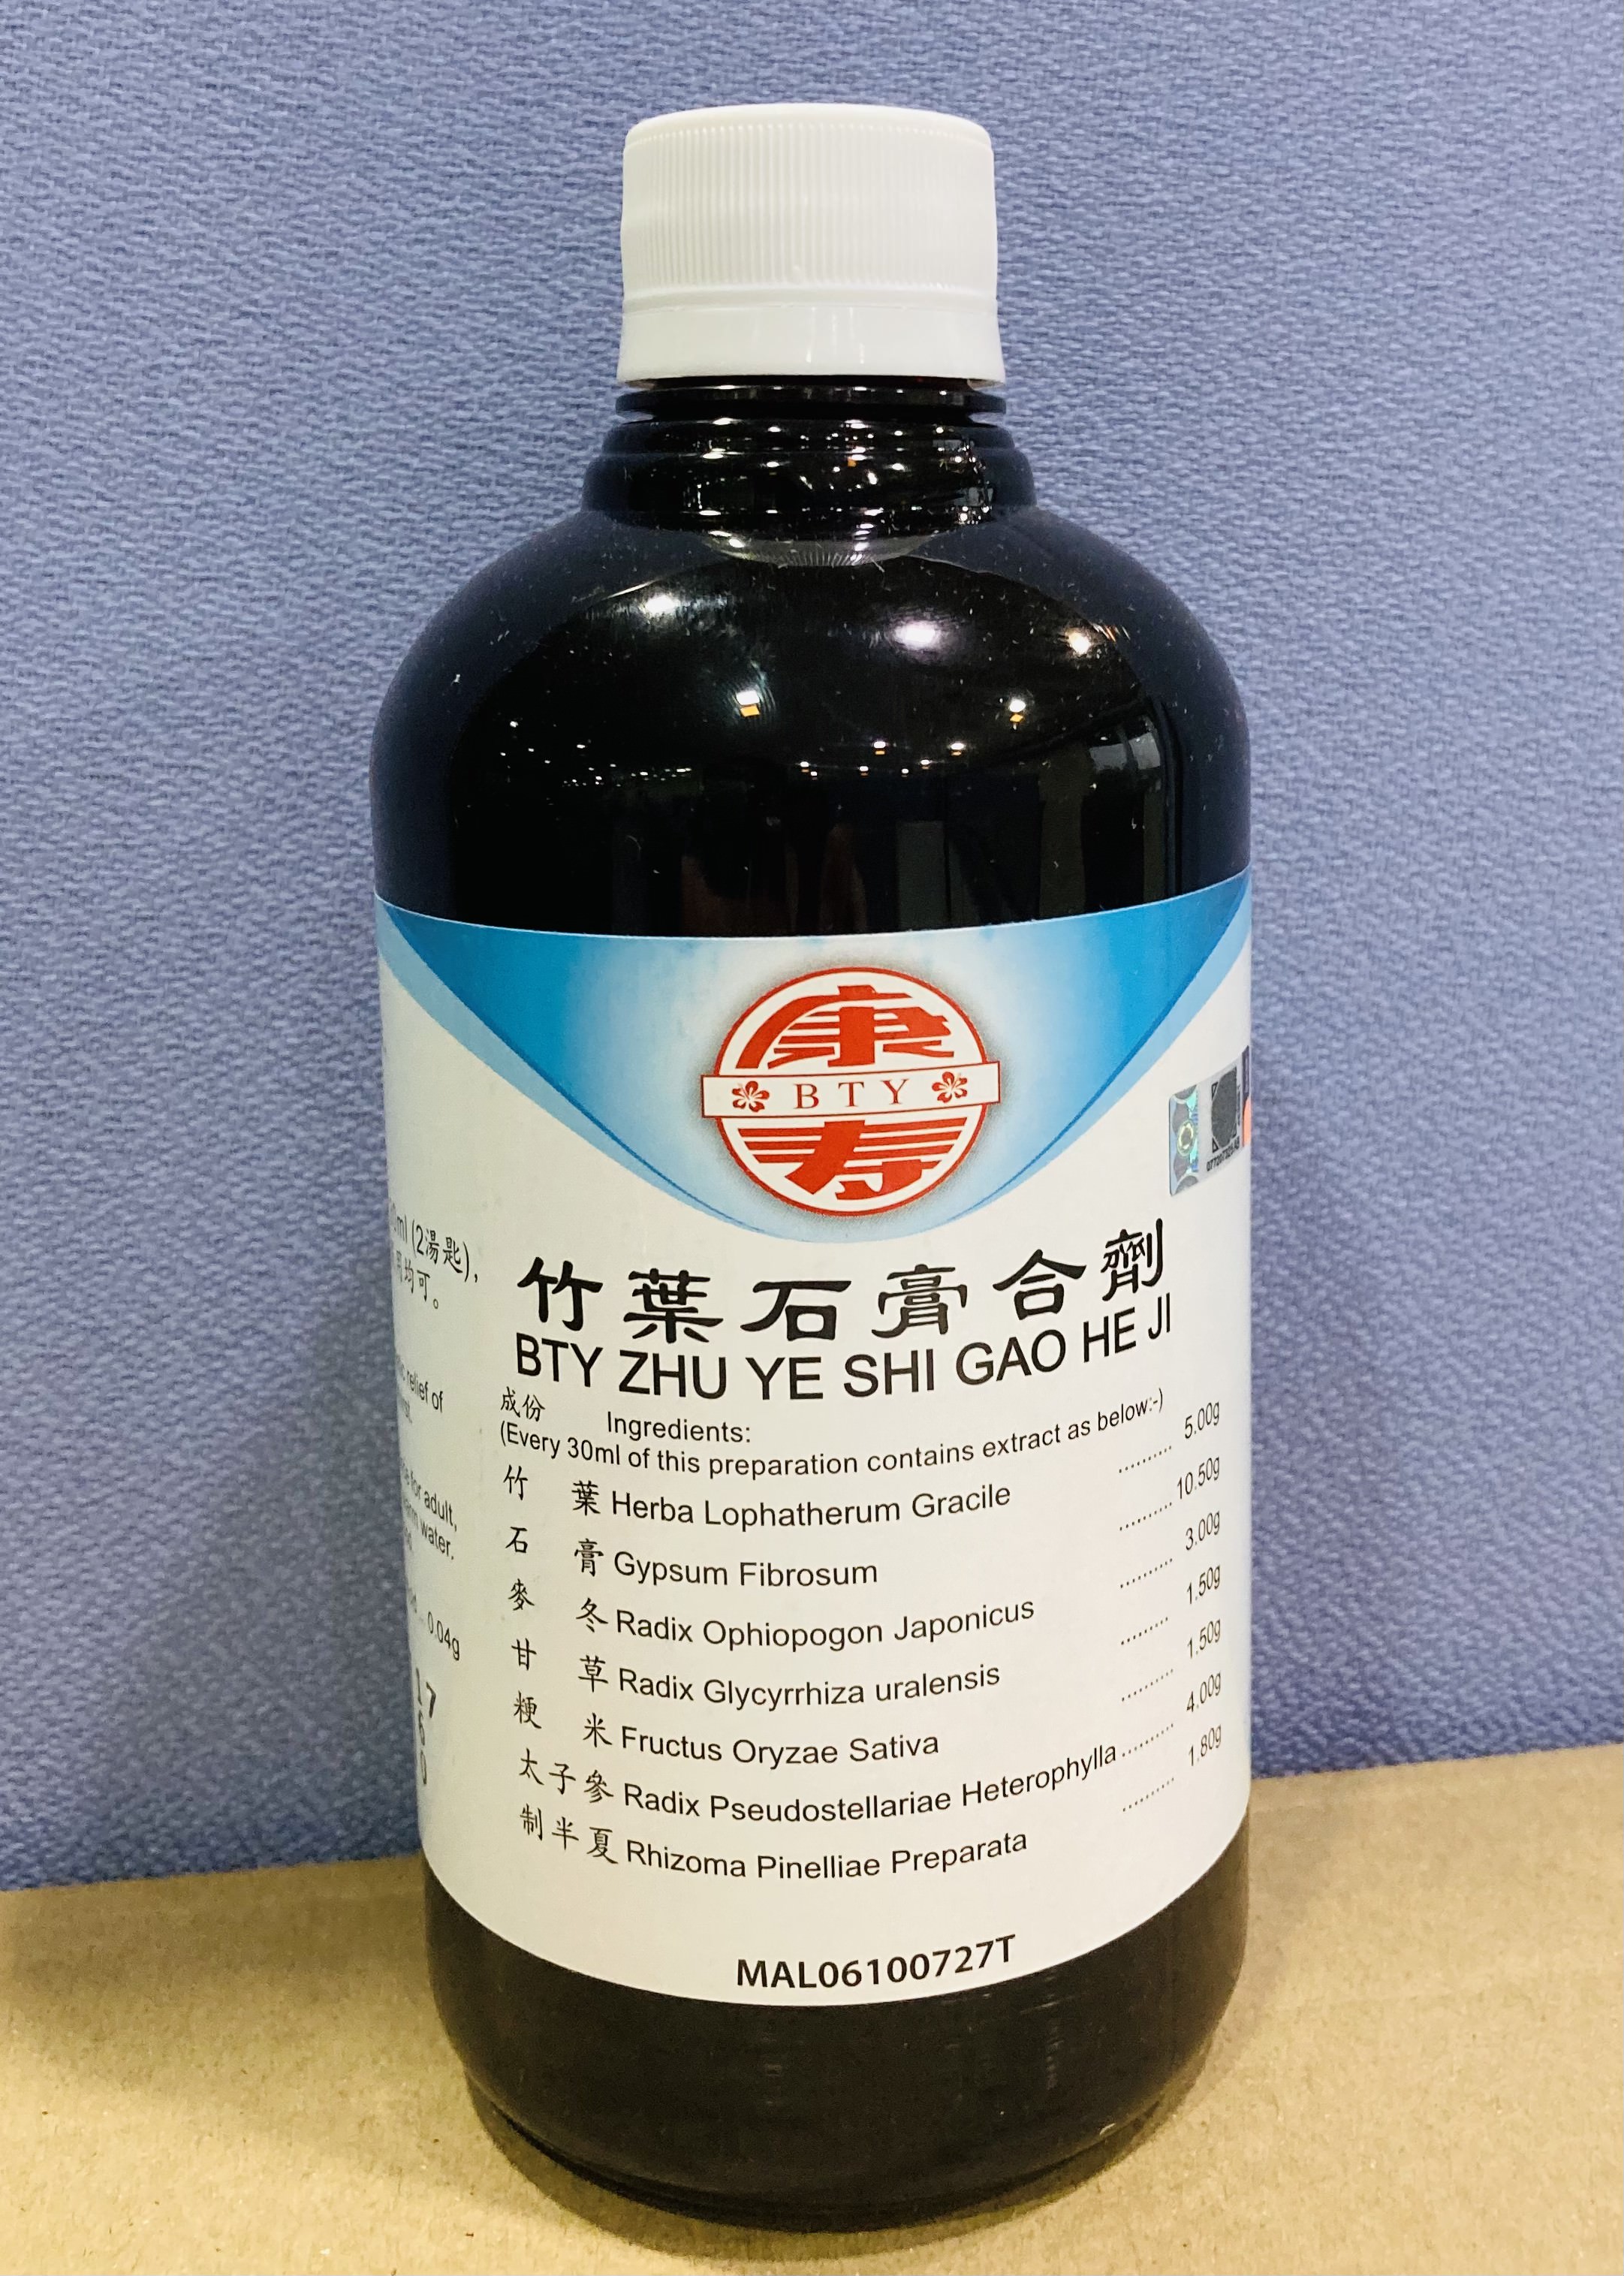 康
BTY
寿
竹葉石膏合劑
BTY ZHU YE SHI GAO HE JI
成份 Ingredients:
(Every 30ml of this preparation contains extract as below:-)
竹葉 Herba Lophatherum Gracile .......... 5.00g
石膏 Gypsum Fibrosum .......... 10.50g
麥冬 Radix Ophiopogon Japonicus .......... 3.00g
甘草 Radix Glycyrrhiza uralensis .......... 1.50g
粳米 Fructus Oryzae Sativa .......... 1.50g
太子參 Radix Pseudostellariae Heterophylla .......... 4.00g
制半夏 Rhizoma Pinelliae Preparata .......... 1.80g
MAL06100727T
(2湯匙),
均可。
relief of
for adult,
water.
0.04g
17